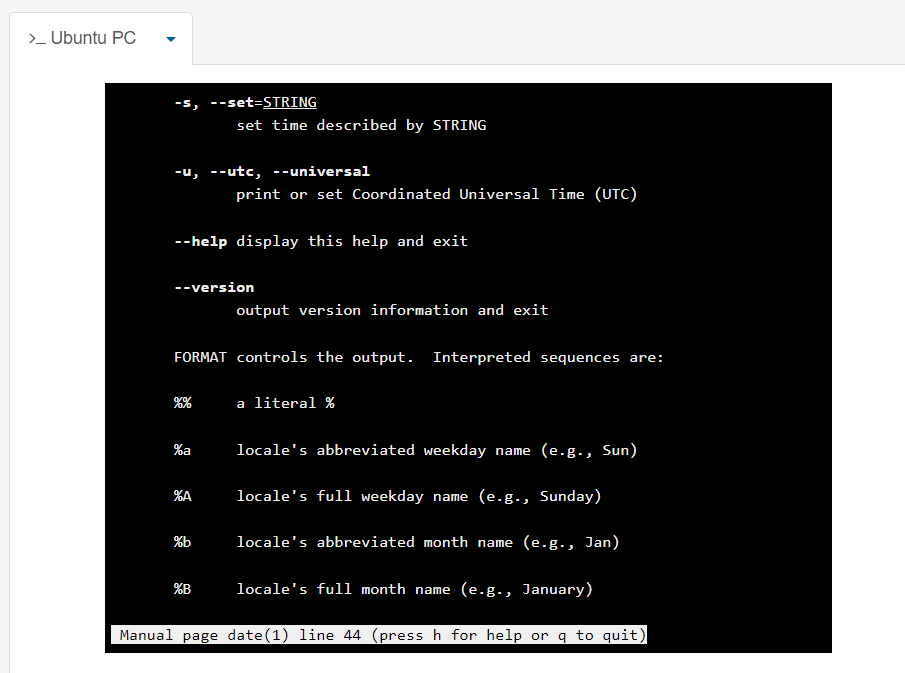 >_ Ubuntu PC
-s, --set=STRING
set time described by STRING
-u, --utc, --universal
print or set Coordinated Universal Time (UTC)
--help display this help and exit
--version
output version information and exit
FORMAT controls the output.  Interpreted sequences are:
%%     a literal %
%a     locale's abbreviated weekday name (e.g., Sun)
%A     locale's full weekday name (e.g., Sunday)
%b     locale's abbreviated month name (e.g., Jan)
%B     locale's full month name (e.g., January)
Manual page date(1) line 44 (press h for help or q to quit)